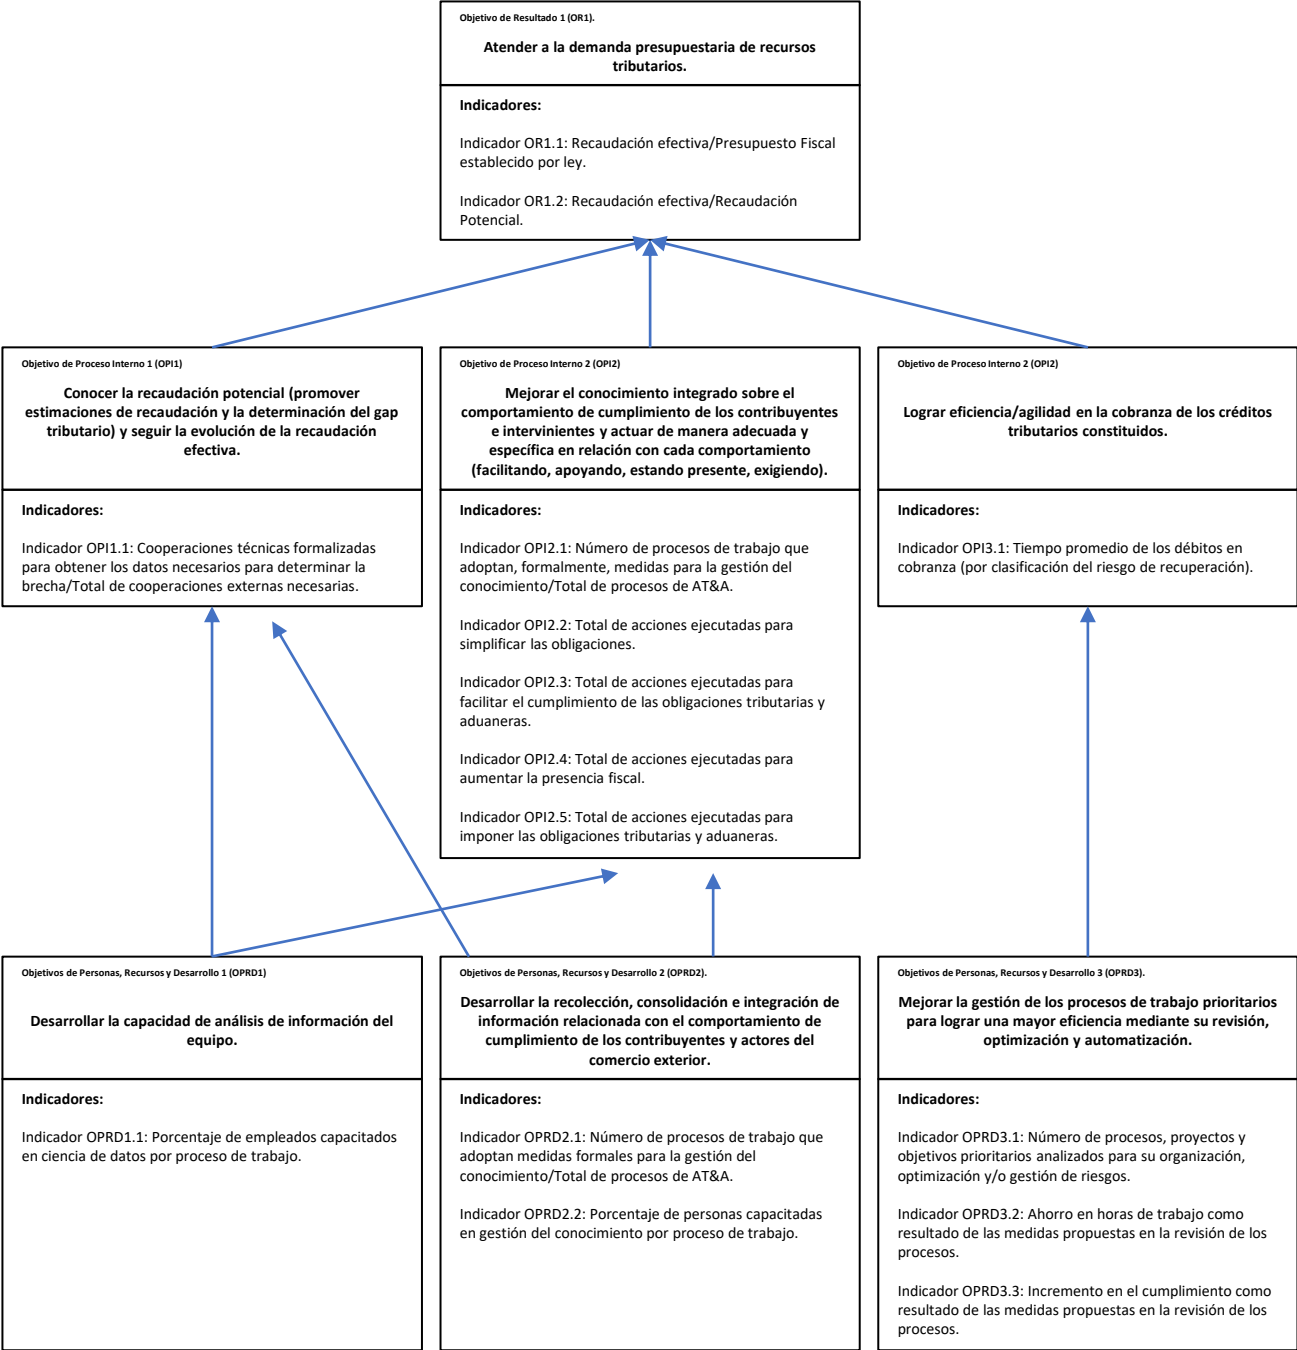 Objetivo de Resultado 1 (OR1).
Atender a la demanda presupuestaria de recursos
tributarios.
Indicadores:
Indicador OR1.1: Recaudación efectiva/Presupuesto Fiscal
establecido por ley.
Indicador OR1.2: Recaudación efectiva/Recaudación
Potencial.
Objetivo de Proceso Interno 1 (OPI1)
Conocer la recaudación potencial (promover
estimaciones de recaudación y la determinación del gap
tributario) y seguir la evolución de la recaudación
efectiva.
Indicadores:
Indicador OPI1.1: Cooperaciones técnicas formalizadas
para obtener los datos necesarios para determinar la
brecha/Total de cooperaciones externas necesarias.
Objetivo de Proceso Interno 2 (OPI2)
Mejorar el conocimiento integrado sobre el
comportamiento de cumplimiento de los contribuyentes
e intervinientes y actuar de manera adecuada y
específica en relación con cada comportamiento
(facilitando, apoyando, estando presente, exigiendo).
Indicadores:
Indicador OPI2.1: Número de procesos de trabajo que
adoptan, formalmente, medidas para la gestión del
conocimiento/Total de procesos de AT&A.
Indicador OPI2.2: Total de acciones ejecutadas para
simplificar las obligaciones.
Indicador OPI2.3: Total de acciones ejecutadas para
facilitar el cumplimiento de las obligaciones tributarias y
aduaneras.
Indicador OPI2.4: Total de acciones ejecutadas para
aumentar la presencia fiscal.
Indicador OPI2.5: Total de acciones ejecutadas para
imponer las obligaciones tributarias y aduaneras.
Objetivo de Proceso Interno 2 (OPI2)
Lograr eficiencia/agilidad en la cobranza de los créditos
tributarios constituidos.
Indicadores:
Indicador OPI3.1: Tiempo promedio de los débitos en
cobranza (por clasificación del riesgo de recuperación).
Objetivos de Personas, Recursos y Desarrollo 1 (OPRD1)
Desarrollar la capacidad de análisis de información del
equipo.
Indicadores:
Indicador OPRD1.1: Porcentaje de empleados capacitados
en ciencia de datos por proceso de trabajo.
Objetivos de Personas, Recursos y Desarrollo 2 (OPRD2).
Desarrollar la recolección, consolidación e integración de
información relacionada con el comportamiento de
cumplimiento de los contribuyentes y actores del
comercio exterior.
Indicadores:
Indicador OPRD2.1: Número de procesos de trabajo que
adoptan medidas formales para la gestión del
conocimiento/Total de procesos de AT&A.
Indicador OPRD2.2: Porcentaje de personas capacitadas
en gestión del conocimiento por proceso de trabajo.
Objetivos de Personas, Recursos y Desarrollo 3 (OPRD3).
Mejorar la gestión de los procesos de trabajo prioritarios
para lograr una mayor eficiencia mediante su revisión,
optimización y automatización.
Indicadores:
Indicador OPRD3.1: Número de procesos, proyectos y
objetivos prioritarios analizados para su organización,
optimización y/o gestión de riesgos.
Indicador OPRD3.2: Ahorro en horas de trabajo como
resultado de las medidas propuestas en la revisión de los
procesos.
Indicador OPRD3.3: Incremento en el cumplimiento como
resultado de las medidas propuestas en la revisión de los
procesos.